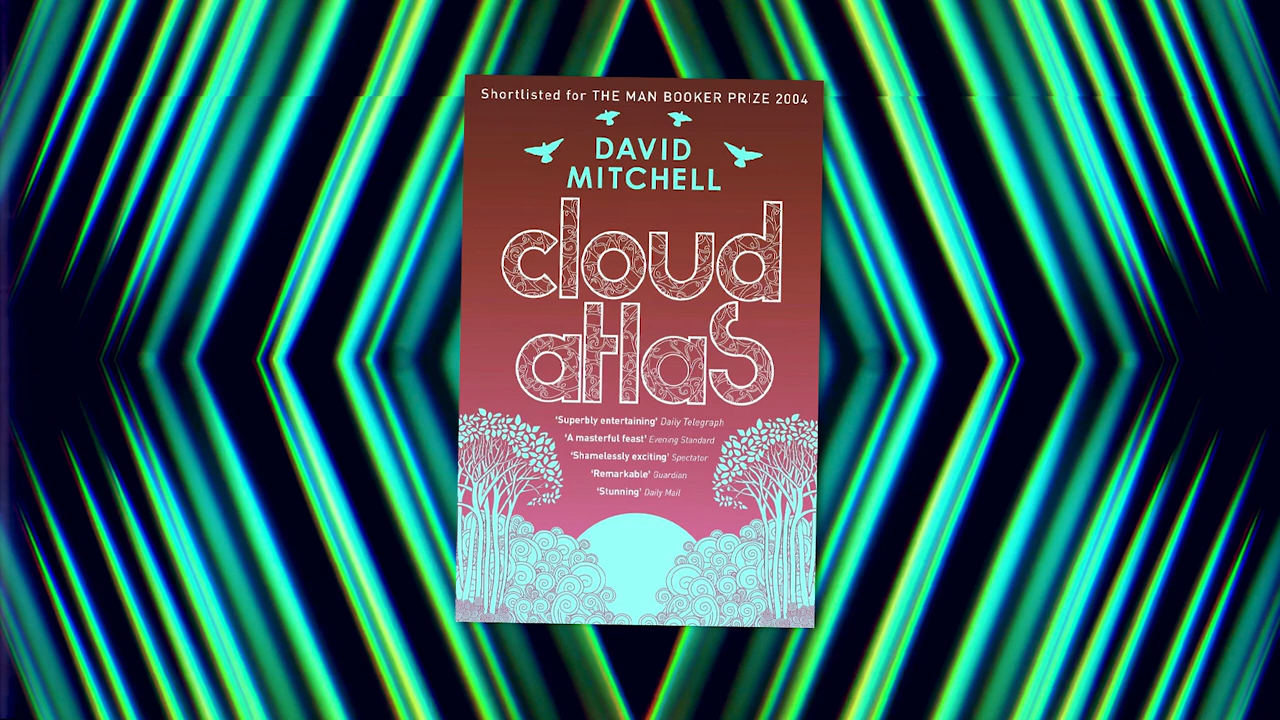 Shortlisted for THE MAN BOOKER PRIZE 2004
DAVID
MITCHELL
cloud
atlas
‘Superbly entertaining’ Daily Telegraph
‘A masterful feast’ Evening Standard
‘Shamelessly exciting’ Spectator
‘Remarkable’ Guardian
‘Stunning’ Daily Mail